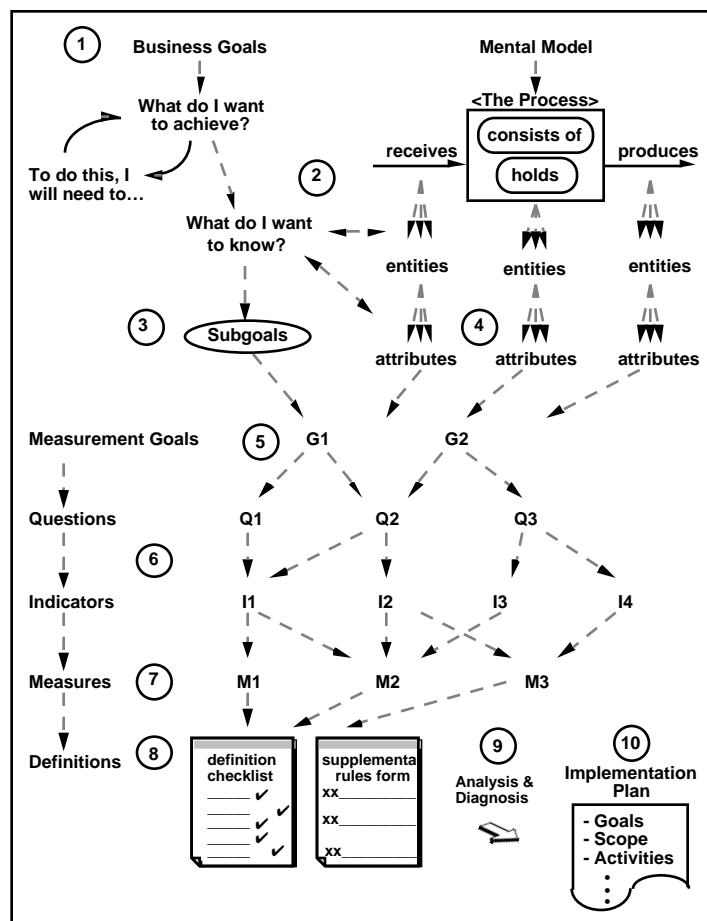 1
Business Goals
Mental Model
What do I want
to achieve?
<The Process>
consists of
receives
holds
produces
To do this, I
will need to…
2
What do I want
to know?
entities
entities
entities
3
Subgoals
4
attributes
attributes
attributes
Measurement Goals
5
G1
G2
Questions
Q1
Q2
Q3
6
Indicators
I1
I2
I3
I4
7
Measures
M1
M2
M3
8
Definitions
definition
checklist
supplementa
rules form
xx
xx
xx
9
Analysis &
Diagnosis
10
Implementation
Plan
- Goals
- Scope
- Activities